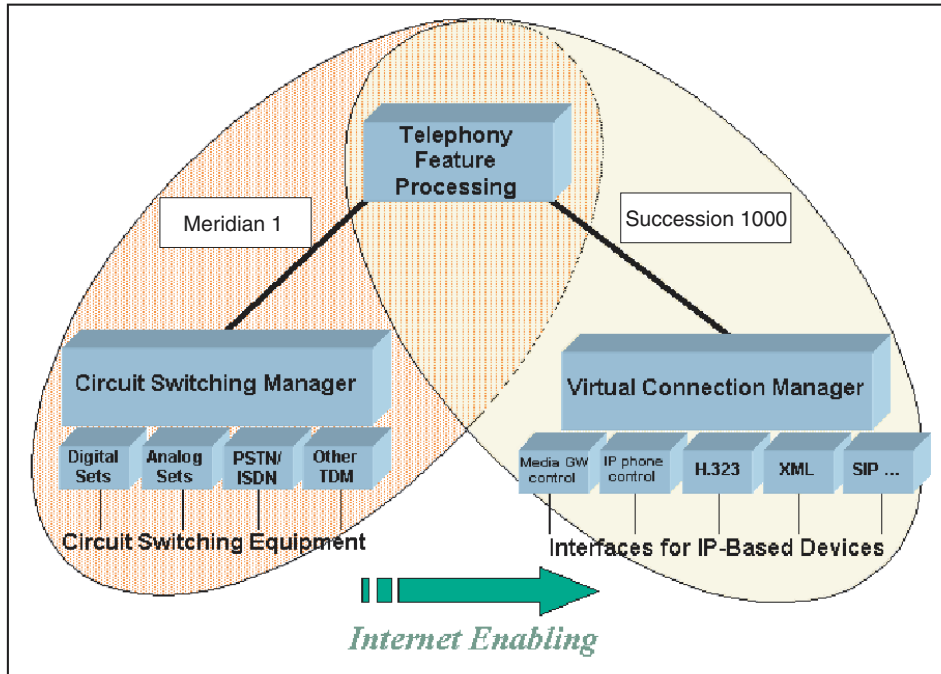 Telephony
Feature
Processing
Meridian 1
Succession 1000
Circuit Switching Manager
Virtual Connection Manager
Digital
Sets
Analog
Sets
PSTN/
ISDN
Other
TDM
Media GW
control
IP phone
control
H.323
XML
SIP ...
Circuit Switching Equipment
Interfaces for IP-Based Devices
Internet Enabling